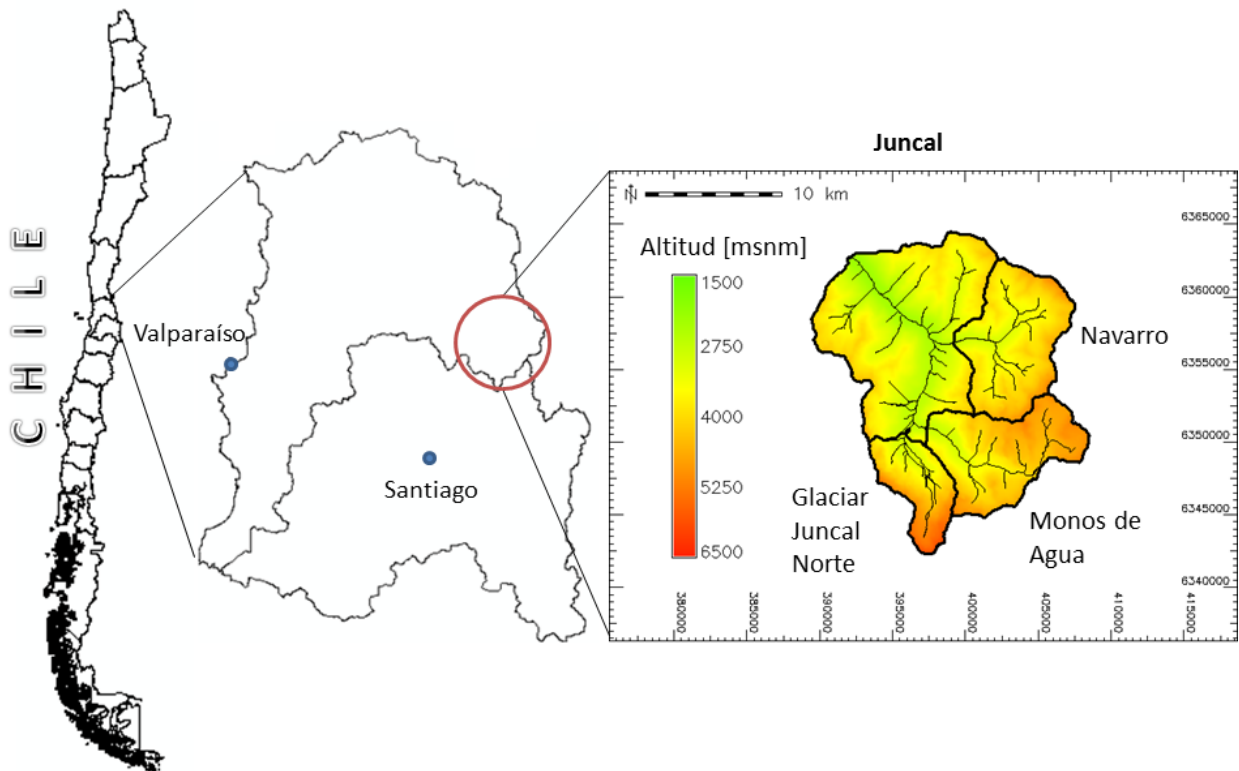 CHILE
Valparaíso
Santiago
Juncal
N
10 km
Altitud [msnm]
1500
2750
4000
5250
6500
Navarro
Monos de
Agua
Glaciar
Juncal
Norte
6365000
6360000
6355000
6350000
6345000
6340000
380000
385000
390000
395000
400000
405000
410000
415000